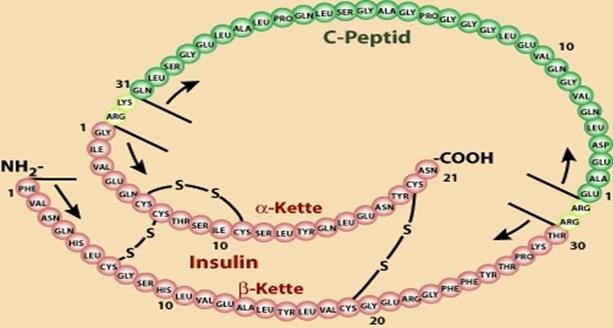 GLN LEU SER GLY GLU LEU ALA LEU PRO GLN LEU SER GLY ALA GLY PRO GLY GLY GLY LEU GLU VAL GLN GLY VAL GLN LEU ASP GLU ALA GLU
C-Peptid
10
31
1
LYS
ARG
ARG
ARG
1
GLY ILE VAL GLU GLN CYS CYS THR SER ILE CYS SER LEU TYR GLN LEU GLU ASN TYR CYS ASN
-COOH
21
S S
α-Kette
10
NH2-
1
PHE VAL ASN GLN HIS LEU CYS GLY SER HIS LEU VAL GLU ALA LEU TYR LEU VAL CYS GLY GLU ARG GLY PHE PHE TYR THR PRO LYS THR
30
S
S
S
S
Insulin
β-Kette
10
20